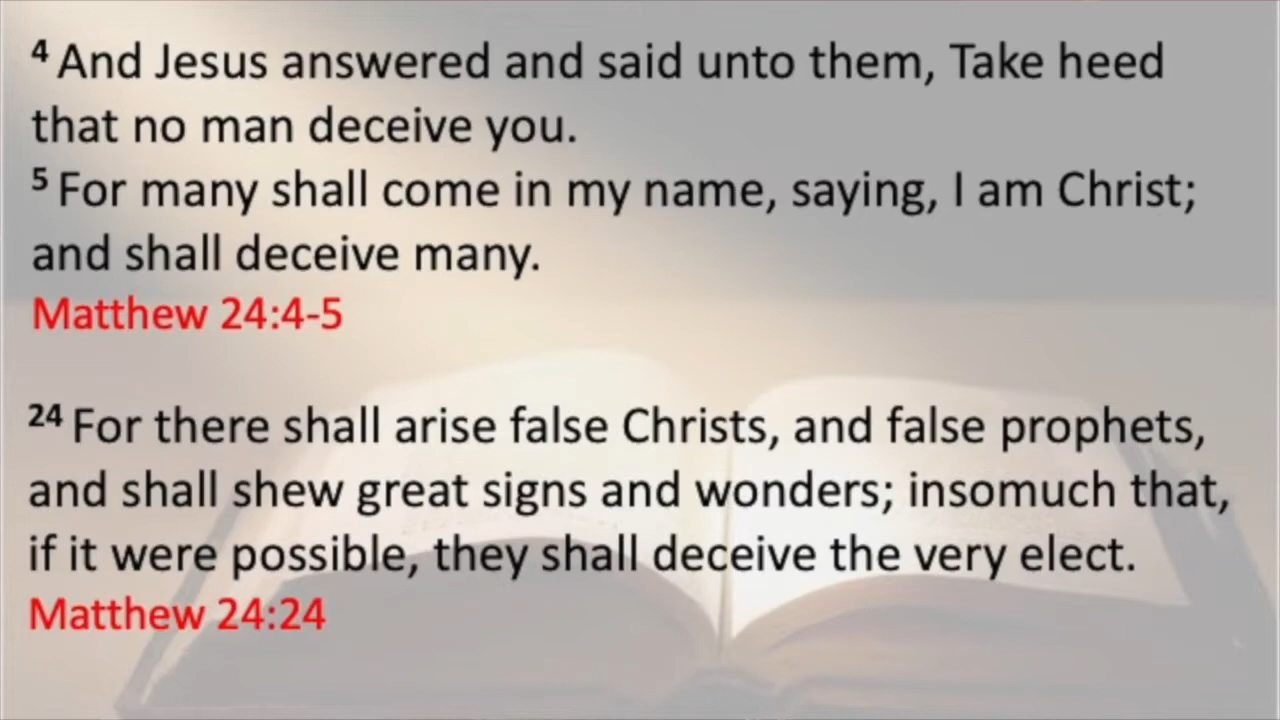 4 And Jesus answered and said unto them, Take heed
that no man deceive you.
5 For many shall come in my name, saying, I am Christ;
and shall deceive many.
Matthew 24:4-5
24 For there shall arise false Christs, and false prophets,
and shall shew great signs and wonders; insomuch that,
if it were possible, they shall deceive the very elect.
Matthew 24:24